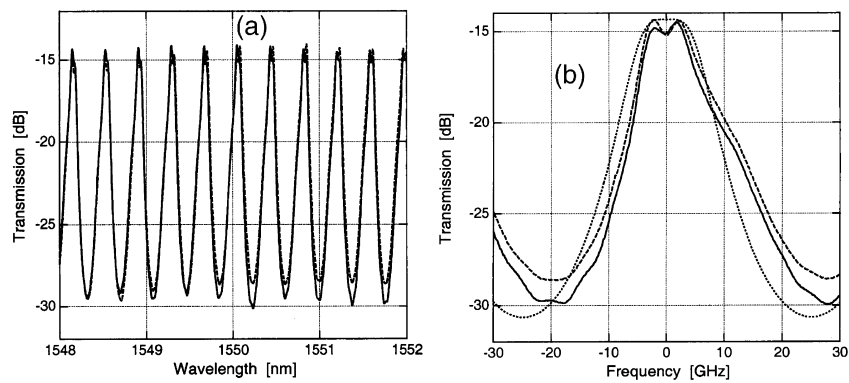 (a)
-15
-20
-25
-30
Transmission [dB]
1548 1549 1550 1551 1552
Wavelength [nm]
(b)
-15
-20
-25
-30
Transmission [dB]
-30 -20 -10 0 10 20 30
Frequency [GHz]